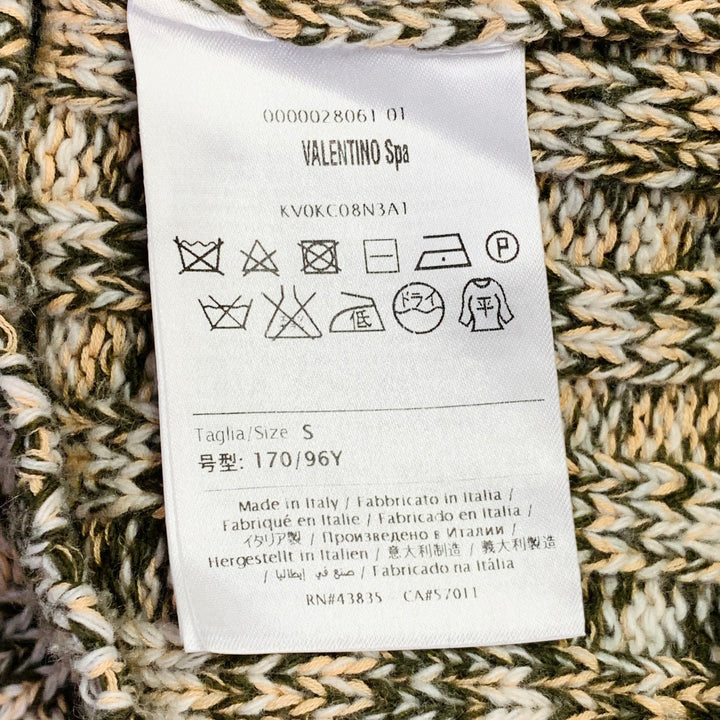 0000028061 01
VALENTINO Spa
KV0KC08N3A1
P
低 ドライ 平
Taglia/Size S
号型: 170/96Y
Made in Italy / Fabbricato in Italia /
Fabriqué en Italie / Fabricado en Italia /
イタリア製 / Произведено в Италии /
Hergestellt in Italien / 意大利制造 / 義大利製造
/ صنع في إيطاليا / Fabricado na Itália
RN#43835 CA#57011